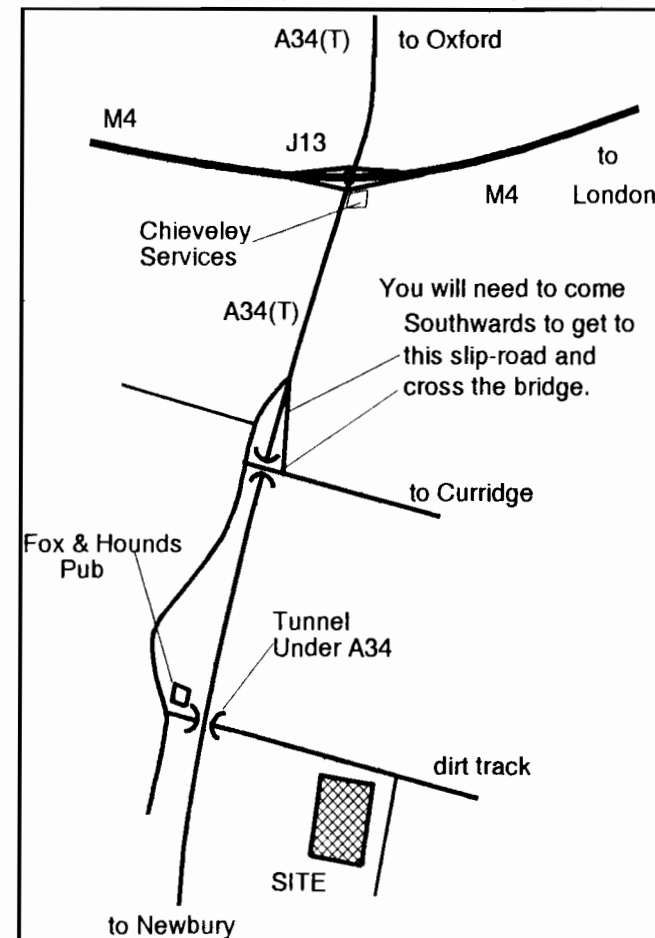 A34(T)
to Oxford
M4
J13
to
London
M4
Chieveley
Services
A34(T)
You will need to come
Southwards to get to
this slip-road and
cross the bridge.
to Curridge
Fox & Hounds
Pub
Tunnel
Under A34
dirt track
SITE
to Newbury